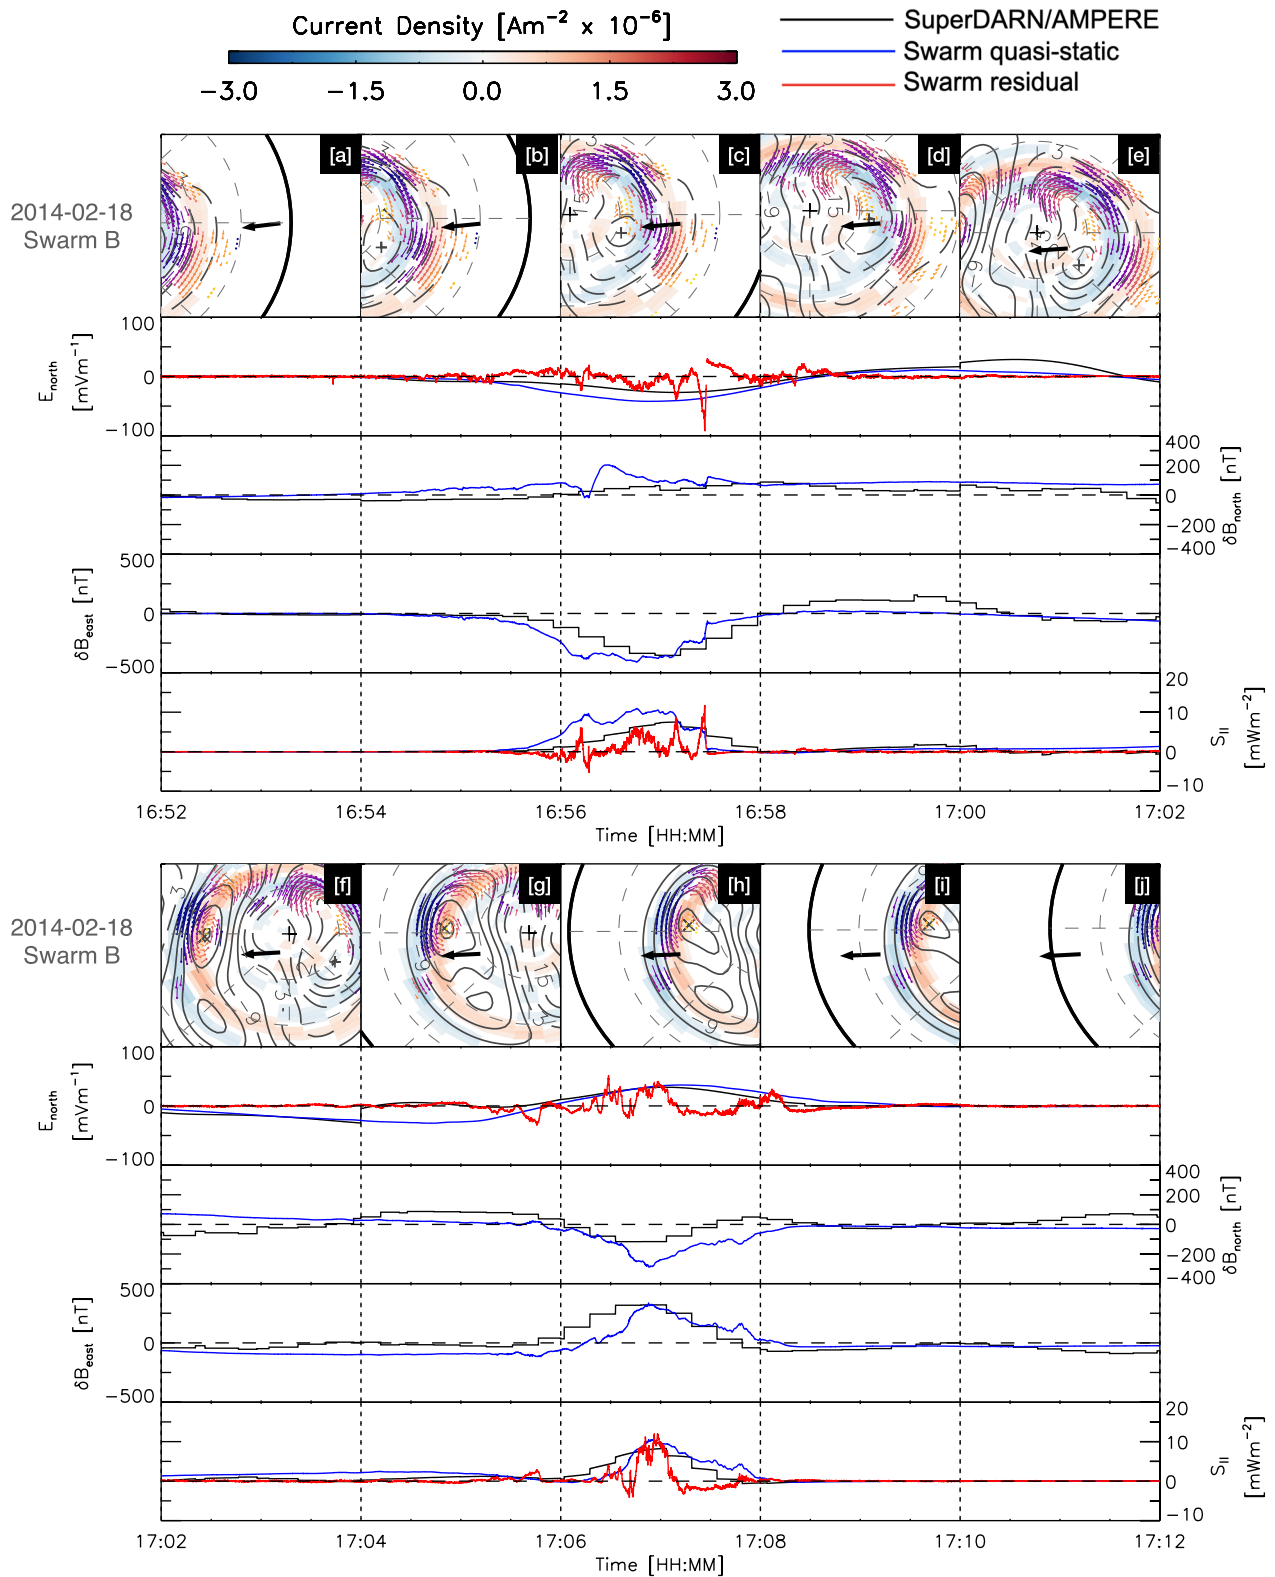 Current Density [Am⁻² x 10⁻⁶]
−3.0 −1.5 0.0 1.5 3.0
SuperDARN/AMPERE
Swarm quasi-static
Swarm residual
2014-02-18
Swarm B
[a] [b] [c] [d] [e]
E_north [mVm⁻¹]
100
0
−100
δB_north [nT]
400
200
0
−200
−400
δB_east [nT]
500
0
−500
S_|| [mWm⁻²]
20
10
0
−10
16:52 16:54 16:56 16:58 17:00 17:02
Time [HH:MM]
2014-02-18
Swarm B
[f] [g] [h] [i] [j]
E_north [mVm⁻¹]
100
0
−100
δB_north [nT]
400
200
0
−200
−400
δB_east [nT]
500
0
−500
S_|| [mWm⁻²]
20
10
0
−10
17:02 17:04 17:06 17:08 17:10 17:12
Time [HH:MM]